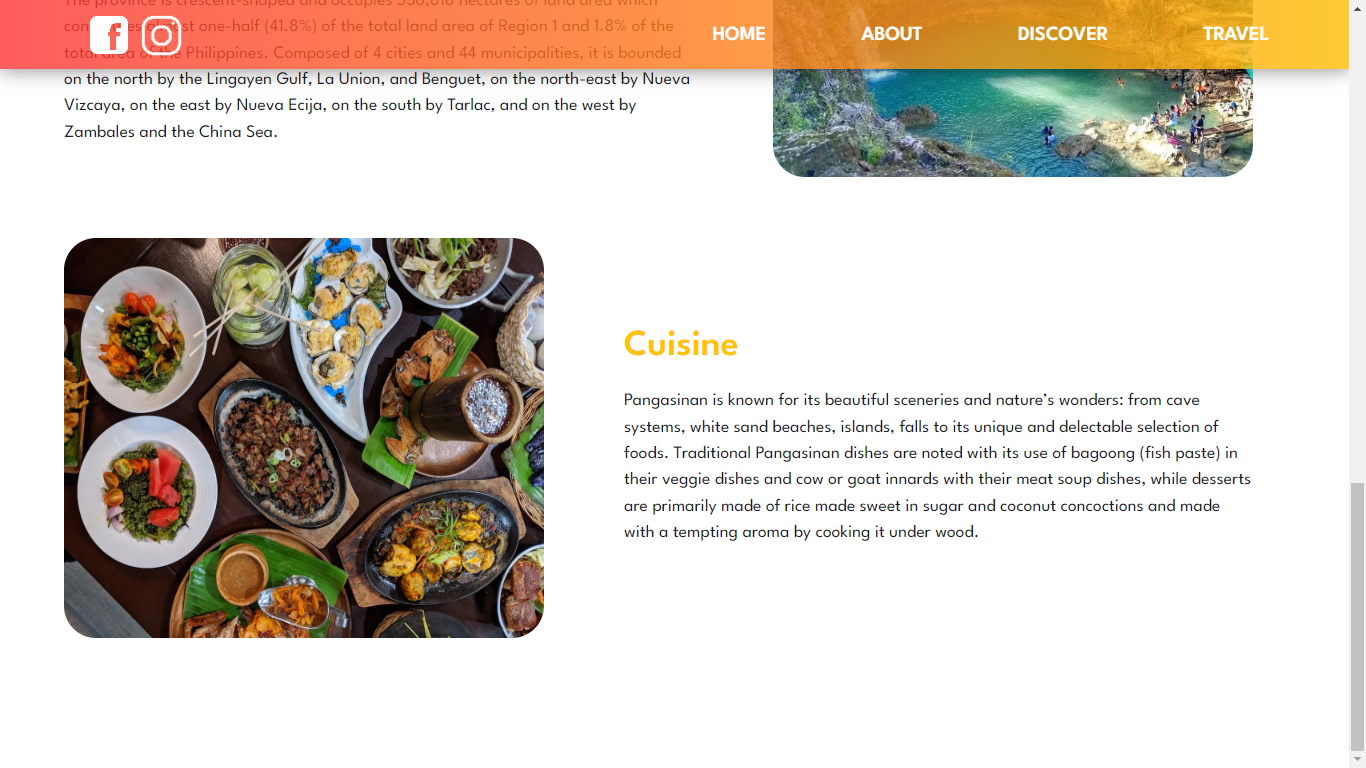 HOME ABOUT DISCOVER TRAVEL
The province is crescent-shaped and occupies hectares of land area which
one-half (41.8%) of the total land area of Region 1 and 1.8% of the
total area of the Philippines. Composed of 4 cities and 44 municipalities, it is bounded
on the north by the Lingayen Gulf, La Union, and Benguet, on the north-east by Nueva
Vizcaya, on the east by Nueva Ecija, on the south by Tarlac, and on the west by
Zambales and the China Sea.
Cuisine
Pangasinan is known for its beautiful sceneries and nature’s wonders: from cave
systems, white sand beaches, islands, falls to its unique and delectable selection of
foods. Traditional Pangasinan dishes are noted with its use of bagoong (fish paste) in
their veggie dishes and cow or goat innards with their meat soup dishes, while desserts
are primarily made of rice made sweet in sugar and coconut concoctions and made
with a tempting aroma by cooking it under wood.